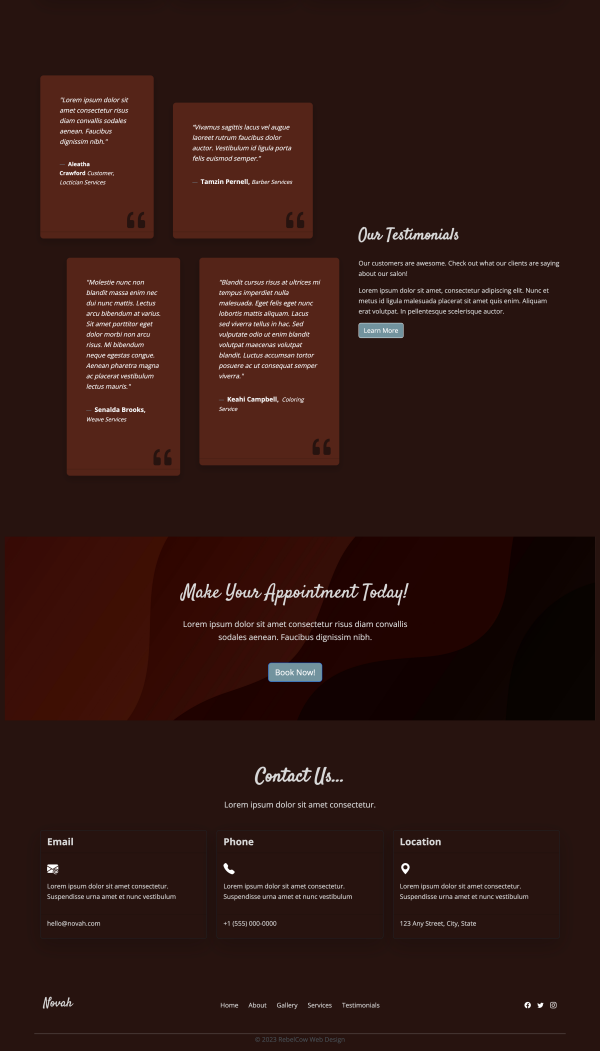 "Lorem ipsum dolor sit
amet consectetur risus
diam convallis sodales
aenean. Faucibus
dignissim nibh."
— Aleatha
Crawford Customer,
Loctician Services
"Vivamus sagittis lacus vel augue
laoreet rutrum faucibus dolor
auctor. Vestibulum id ligula porta
felis euismod semper."
— Tamzin Pernell, Barber Services
"Molestie nunc non
blandit massa enim nec
dui nunc mattis. Lectus
arcu bibendum at varius.
Sit amet porttitor eget
dolor morbi non arcu
risus. Mi bibendum
neque egestas congue.
Aenean pharetra magna
ac placerat vestibulum
lectus mauris."
— Senalda Brooks,
Weave Services
"Blandit cursus risus at ultrices mi
tempus imperdiet nulla
malesuada. Eget felis eget nunc
lobortis mattis aliquam. Lacus
sed viverra tellus in hac. Sed
vulputate odio ut enim blandit
volutpat maecenas volutpat
blandit. Luctus accumsan tortor
posuere ac ut consequat semper
viverra."
— Keahi Campbell, Coloring
Service
Our Testimonials
Our customers are awesome. Check out what our clients are saying
about our salon!
Lorem ipsum dolor sit amet, consectetur adipiscing elit. Nunc et
metus id ligula malesuada placerat sit amet quis enim. Aliquam
erat volutpat. In pellentesque scelerisque auctor.
Learn More
Make Your Appointment Today!
Lorem ipsum dolor sit amet consectetur risus diam convallis
sodales aenean. Faucibus dignissim nibh.
Book Now!
Contact Us...
Lorem ipsum dolor sit amet consectetur.
Email
Lorem ipsum dolor sit amet consectetur.
Suspendisse urna amet et nunc vestibulum
hello@novah.com
Phone
Lorem ipsum dolor sit amet consectetur.
Suspendisse urna amet et nunc vestibulum
+1 (555) 000-0000
Location
Lorem ipsum dolor sit amet consectetur.
Suspendisse urna amet et nunc vestibulum
123 Any Street, City, State
Novah
Home About Gallery Services Testimonials
© 2023 RebelCow Web Design